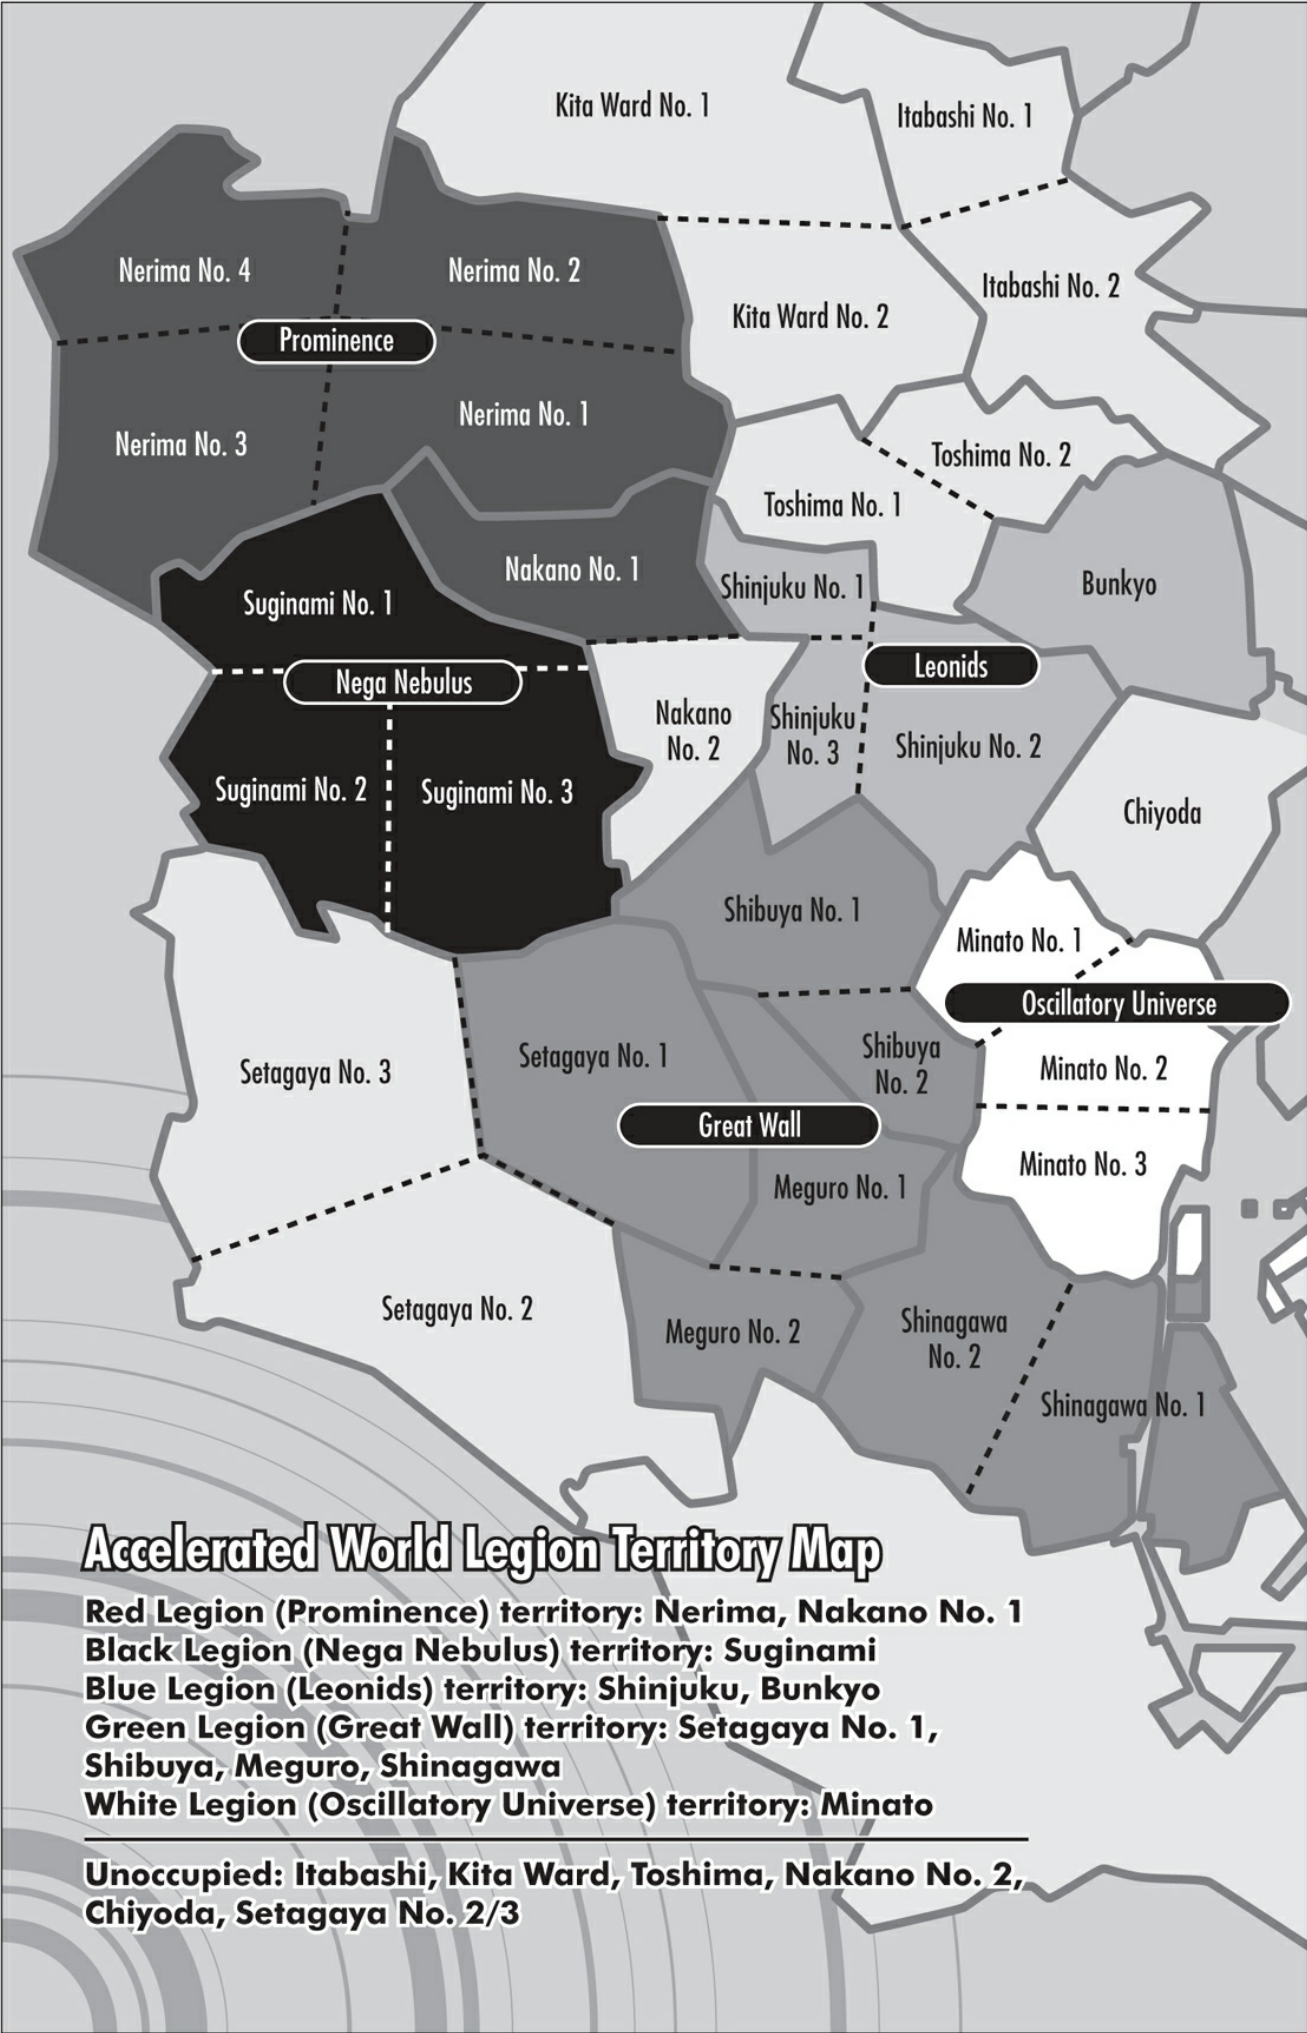 Kita Ward No. 1
Itabashi No. 1
Nerima No. 4
Nerima No. 2
Itabashi No. 2
Kita Ward No. 2
Prominence
Nerima No. 1
Nerima No. 3
Toshima No. 2
Toshima No. 1
Nakano No. 1
Shinjuku No. 1
Bunkyo
Suginami No. 1
Leonids
Nega Nebulus
Nakano
No. 2
Shinjuku
No. 3
Shinjuku No. 2
Suginami No. 2
Suginami No. 3
Chiyoda
Shibuya No. 1
Minato No. 1
Oscillatory Universe
Setagaya No. 3
Setagaya No. 1
Shibuya
No. 2
Minato No. 2
Great Wall
Minato No. 3
Meguro No. 1
Setagaya No. 2
Meguro No. 2
Shinagawa
No. 2
Shinagawa No. 1
Accelerated World Legion Territory Map
Red Legion (Prominence) territory: Nerima, Nakano No. 1
Black Legion (Nega Nebulus) territory: Suginami
Blue Legion (Leonids) territory: Shinjuku, Bunkyo
Green Legion (Great Wall) territory: Setagaya No. 1,
Shibuya, Meguro, Shinagawa
White Legion (Oscillatory Universe) territory: Minato
Unoccupied: Itabashi, Kita Ward, Toshima, Nakano No. 2,
Chiyoda, Setagaya No. 2/3